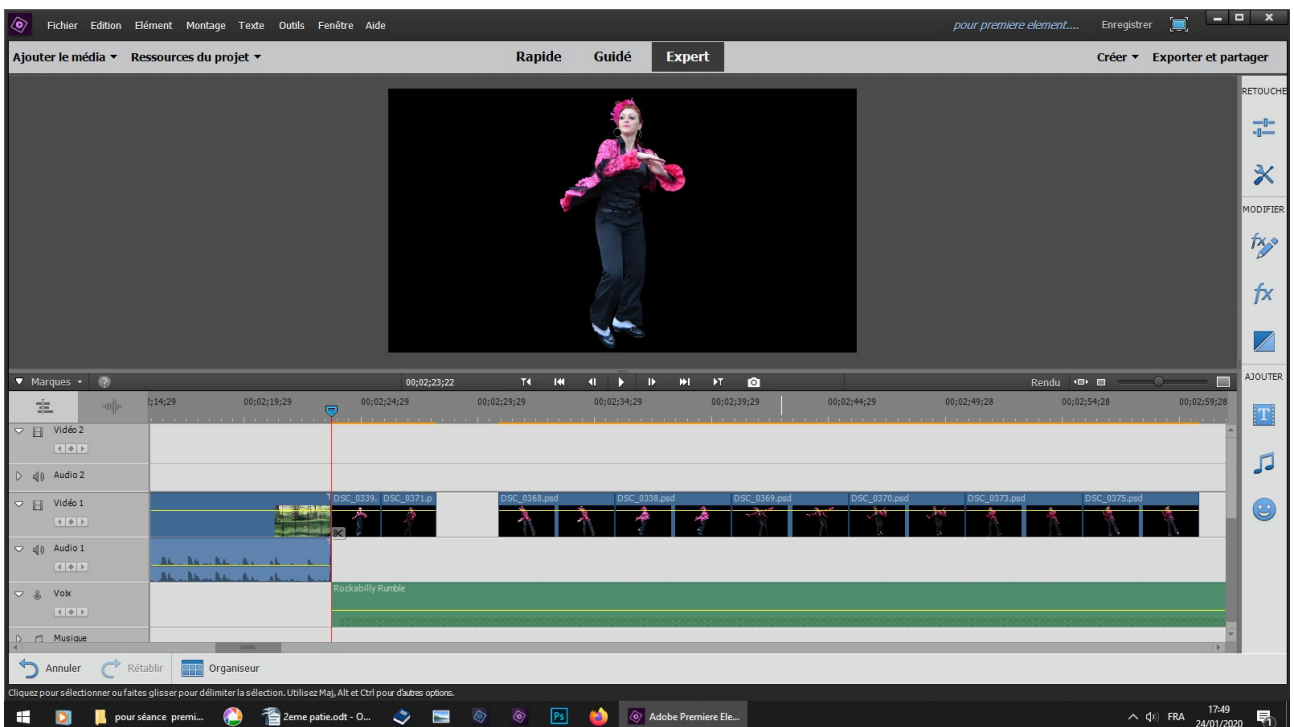 Fichier Edition Elément Montage Texte Outils Fenêtre Aide pour premiere element.... Enregistrer
Ajouter le média Ressources du projet Rapide Guidé Expert Créer Exporter et partager
RETOUCHE
MODIFIER
fx
fx
Marques ? 00;02;23;22 Rendu
AJOUTER
;14;29 00;02;19;29 00;02;24;29 00;02;29;29 00;02;34;29 00;02;39;29 00;02;44;29 00;02;49;28 00;02;54;28 00;02;59;28
T
Vidéo 2
Audio 2
Vidéo 1 DSC_0339. DSC_0371.p DSC_0368.psd DSC_0338.psd DSC_0369.psd DSC_0370.psd DSC_0373.psd DSC_0375.psd
Audio 1
Voix Rockabilly Rumble
Musique
Annuler Rétablir Organiseur
Cliquez pour sélectionner ou faites glisser pour délimiter la sélection. Utilisez Maj, Alt et Ctrl pour d'autres options.
pour séance premi... 2eme patie.odt - O... Ps Adobe Premiere Ele... FRA 17:49
24/01/2020